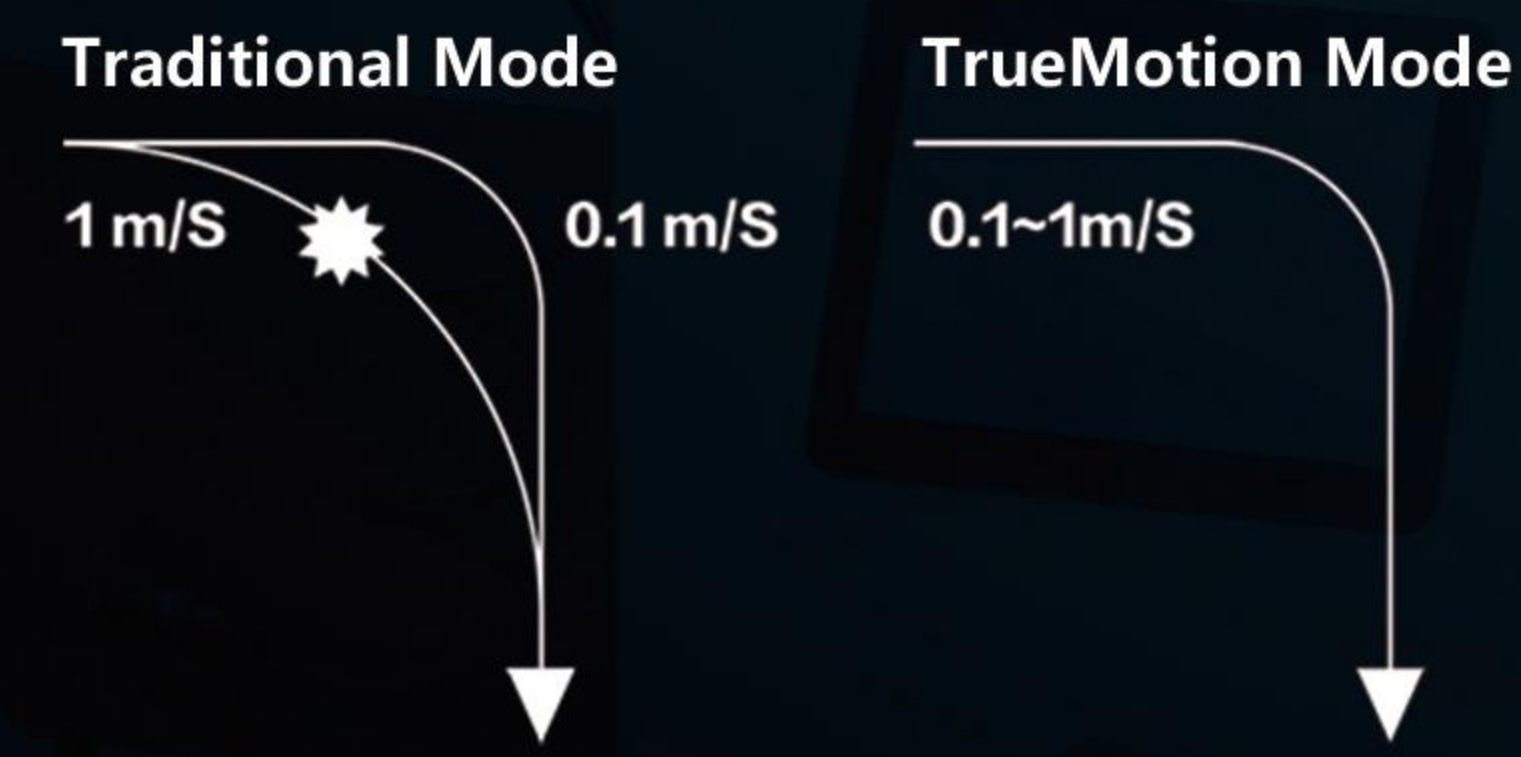 Traditional Mode
TrueMotion Mode
1 m/S
0.1 m/S
0.1~1m/S